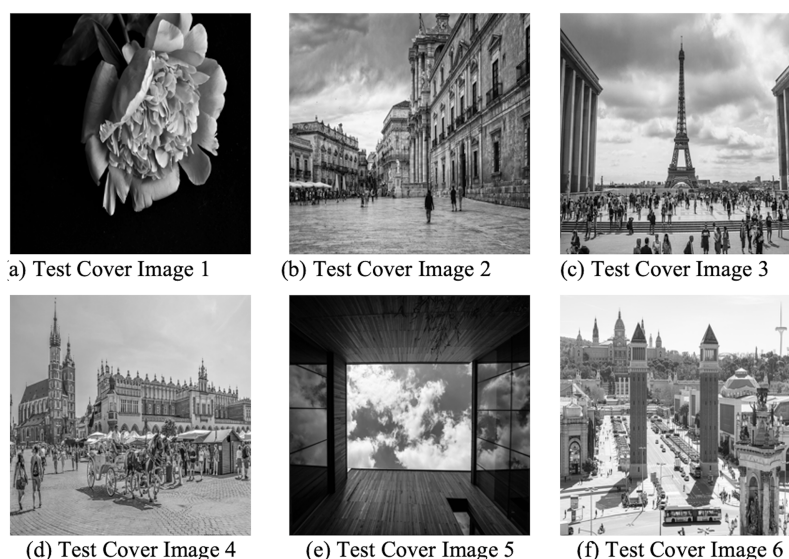 (a) Test Cover Image 1
(b) Test Cover Image 2
(c) Test Cover Image 3
(d) Test Cover Image 4
(e) Test Cover Image 5
(f) Test Cover Image 6